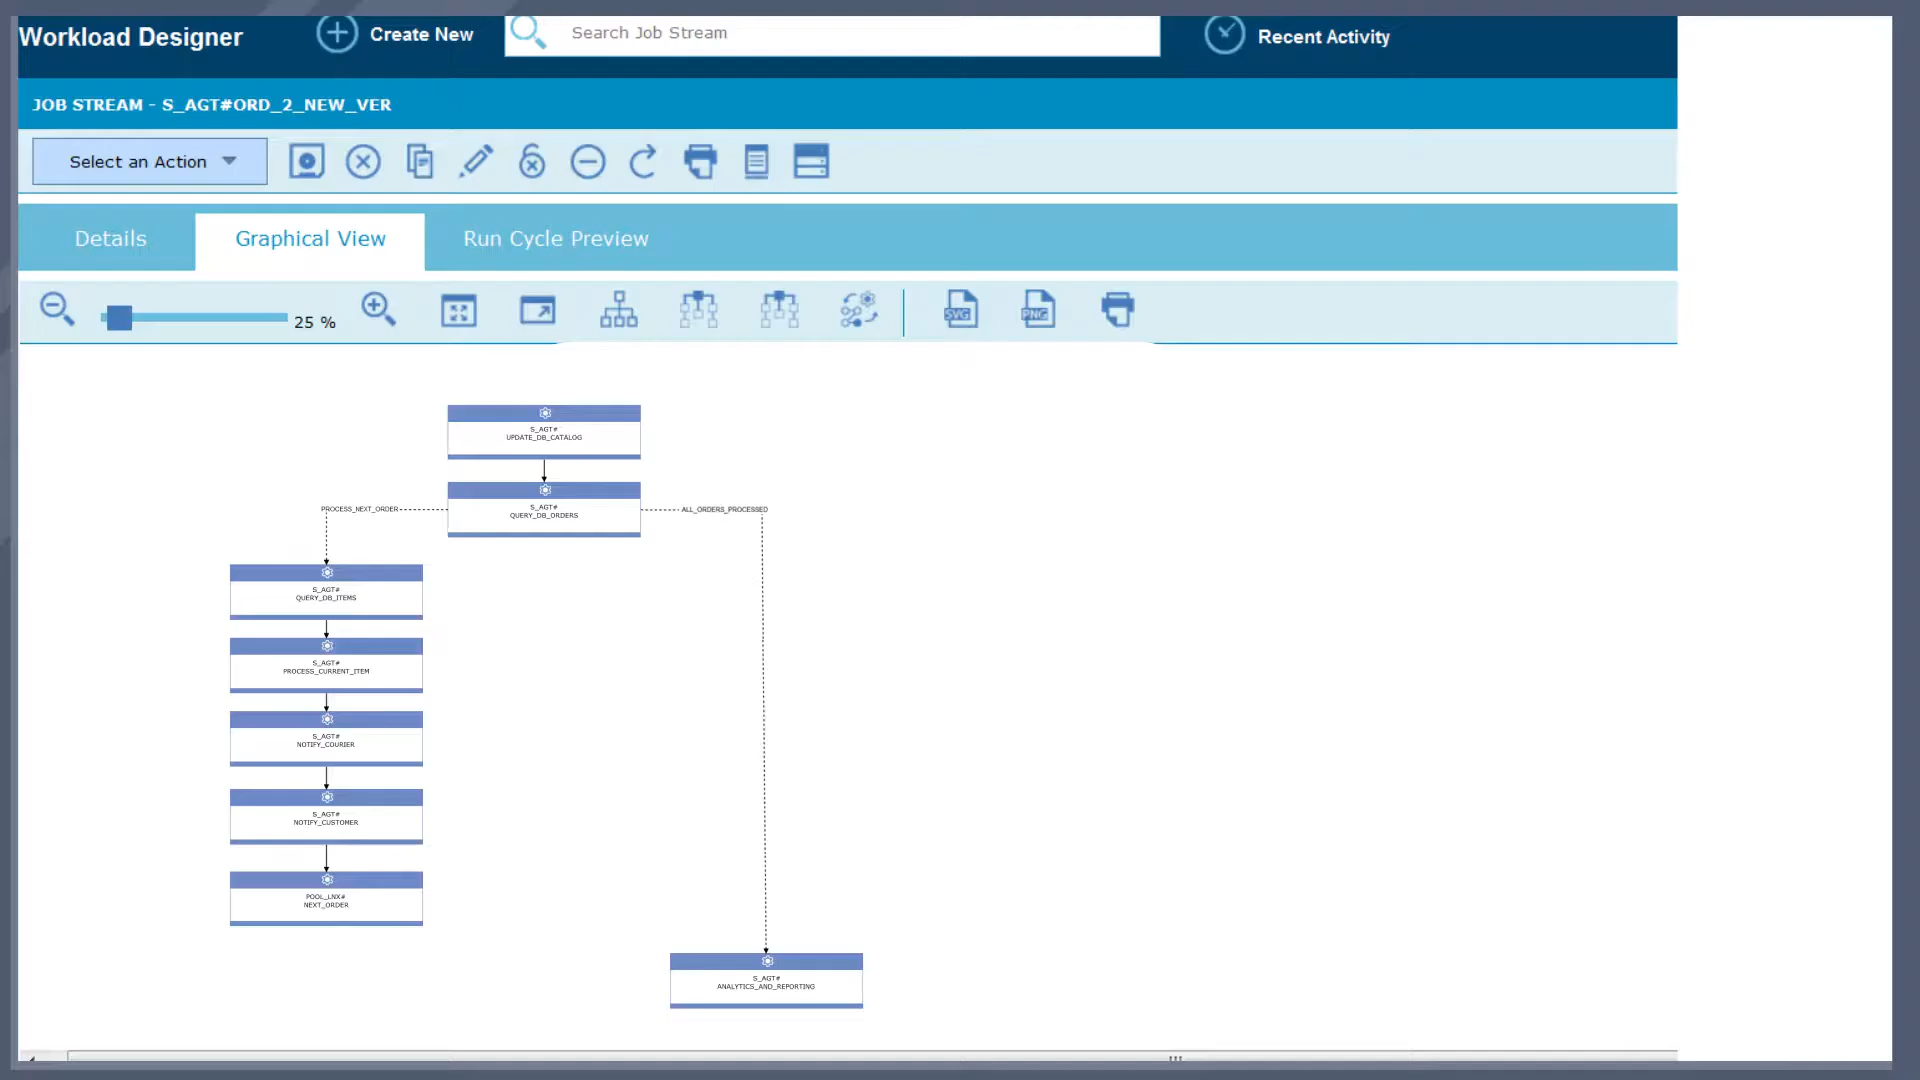 Workload Designer
Create New
Search Job Stream
Recent Activity
JOB STREAM - S_AGT#ORD_2_NEW_VER
Select an Action
Details
Graphical View
Run Cycle Preview
25 %
SVG
PNG
S_AGT#
UPDATE_DB_CATALOG
S_AGT#
QUERY_DB_ORDERS
PROCESS_NEXT_ORDER
ALL_ORDERS_PROCESSED
S_AGT#
QUERY_DB_ITEMS
S_AGT#
PROCESS_CURRENT_ITEM
S_AGT#
NOTIFY_COURIER
S_AGT#
NOTIFY_CUSTOMER
POOL_LNX#
NEXT_ORDER
S_AGT#
ANALYTICS_AND_REPORTING